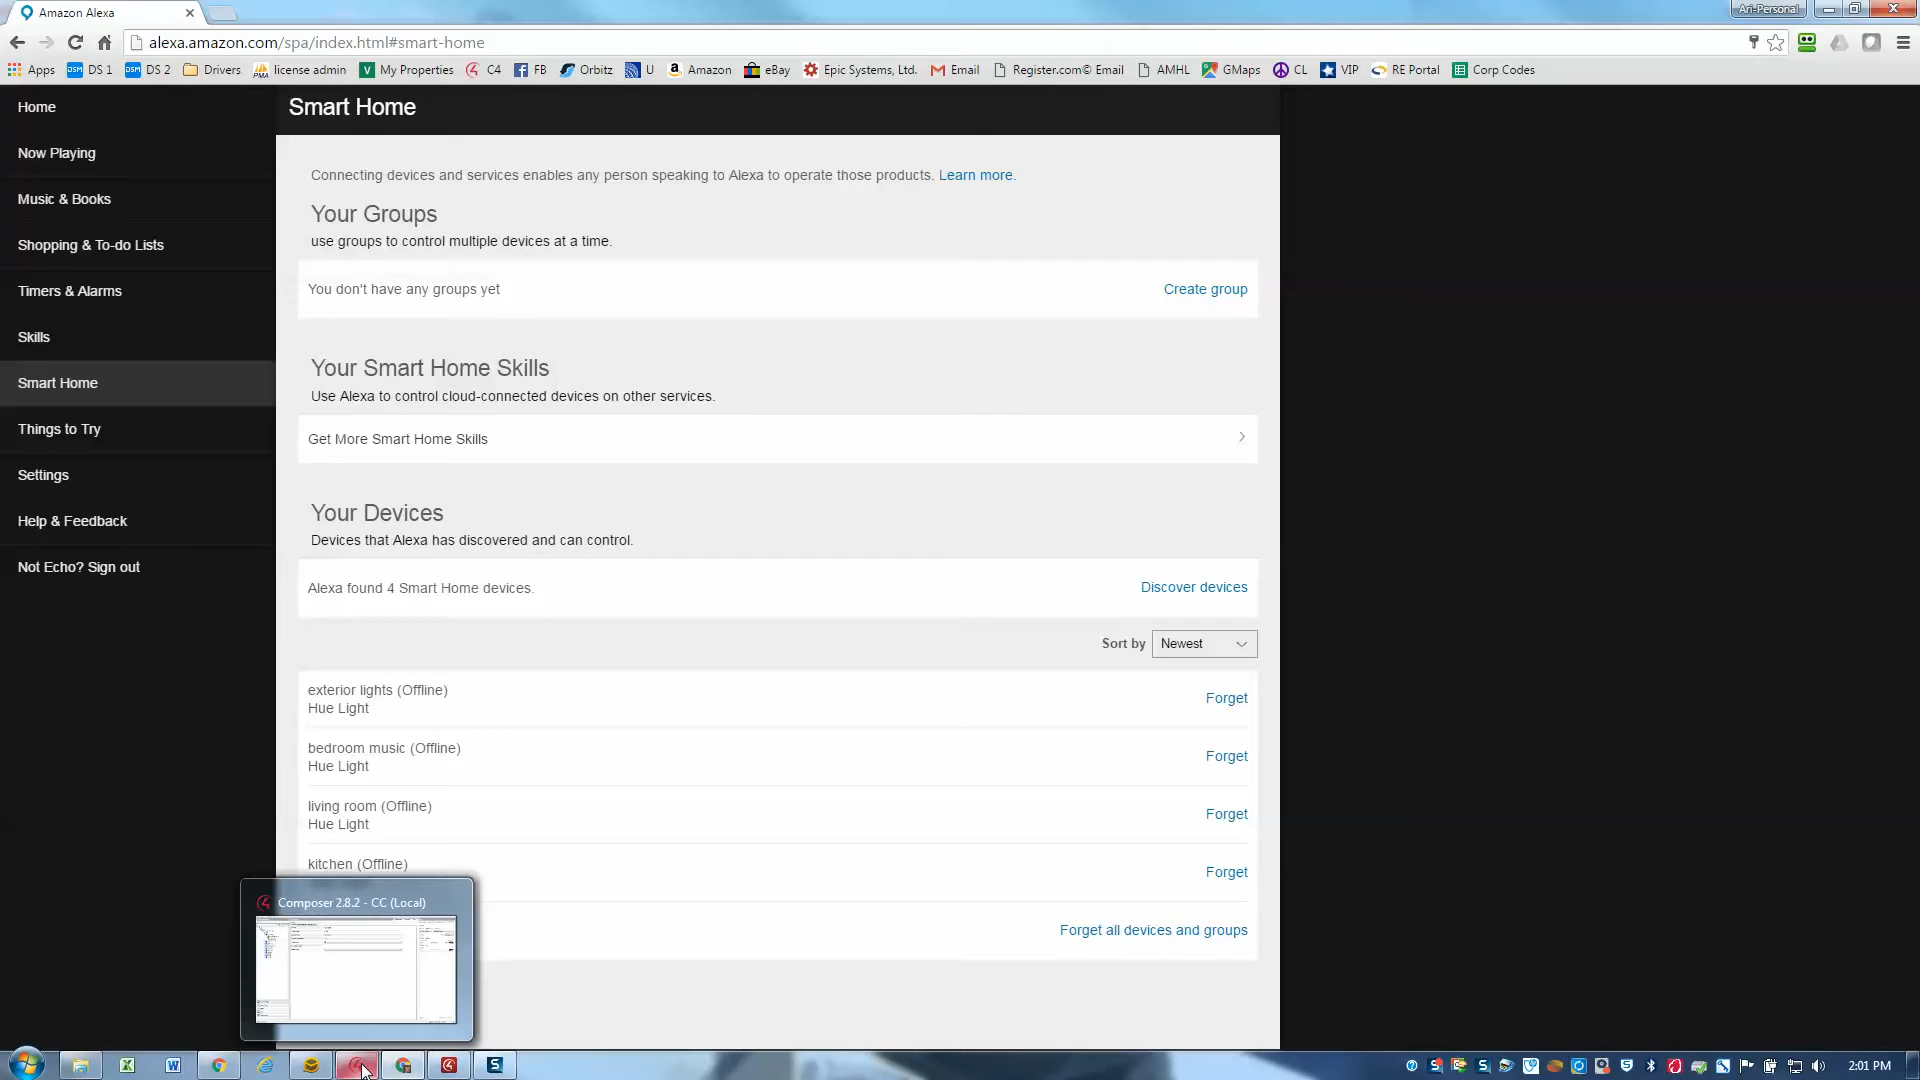 Amazon Alexa
Ari-Personal
alexa.amazon.com/spa/index.html#smart-home
Apps DS 1 DS 2 Drivers license admin My Properties C4 FB Orbitz U Amazon eBay Epic Systems, Ltd. Email Register.com© Email AMHL GMaps CL VIP RE Portal Corp Codes
Home
Now Playing
Music & Books
Shopping & To-do Lists
Timers & Alarms
Skills
Smart Home
Things to Try
Settings
Help & Feedback
Not Echo? Sign out
Smart Home
Connecting devices and services enables any person speaking to Alexa to operate those products. Learn more.
Your Groups
use groups to control multiple devices at a time.
You don't have any groups yet Create group
Your Smart Home Skills
Use Alexa to control cloud-connected devices on other services.
Get More Smart Home Skills
Your Devices
Devices that Alexa has discovered and can control.
Alexa found 4 Smart Home devices. Discover devices
Sort by Newest
exterior lights (Offline)
Hue Light
Forget
bedroom music (Offline)
Hue Light
Forget
living room (Offline)
Hue Light
Forget
kitchen (Offline)
Forget
Forget all devices and groups
Composer 2.8.2 - CC (Local)
2:01 PM